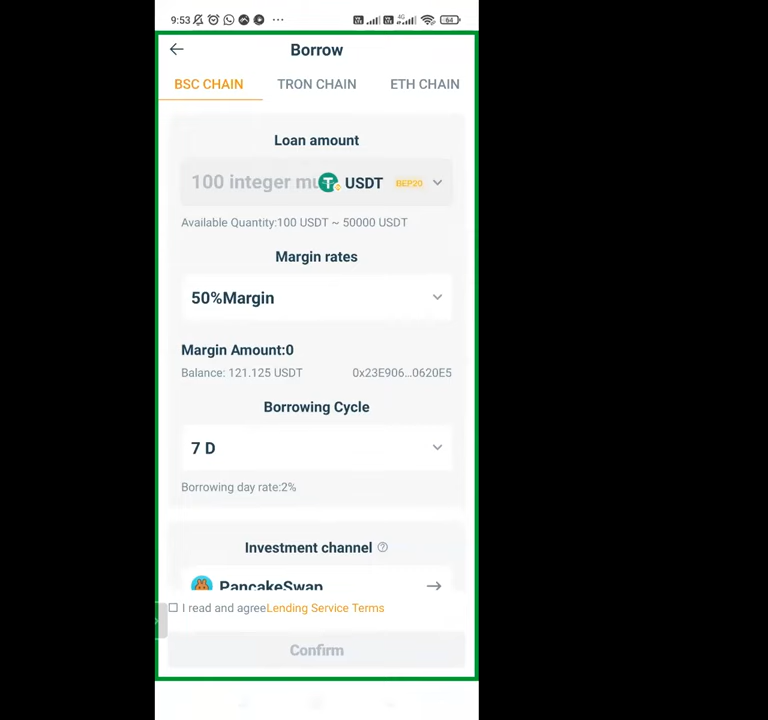 9:53
64
Borrow
BSC CHAIN TRON CHAIN ETH CHAIN
Loan amount
100 integer mu USDT BEP20
Available Quantity:100 USDT ~ 50000 USDT
Margin rates
50%Margin
Margin Amount:0
Balance: 121.125 USDT 0x23E906...0620E5
Borrowing Cycle
7 D
Borrowing day rate:2%
Investment channel
PancakeSwap
I read and agreeLending Service Terms
Confirm